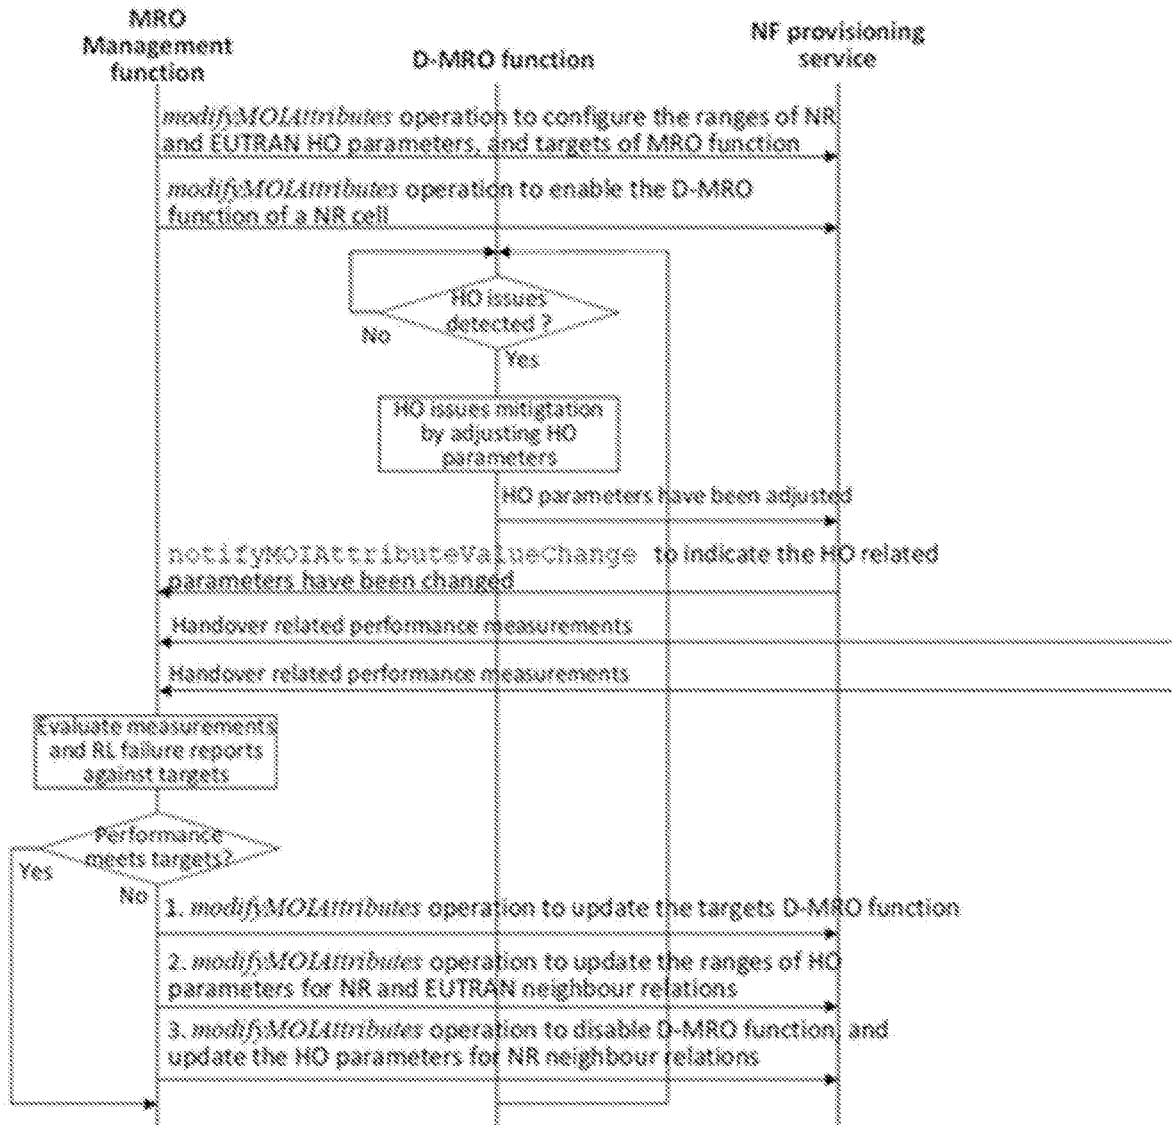 MRO
Management
function
D-MRO function
NF provisioning
service
modifyMOIAttributes operation to configure the ranges of NR
and EUTRAN HO parameters, and targets of MRO function
modifyMOIAttributes operation to enable the D-MRO
function of a NR cell
HO issues
detected ?
No
Yes
HO issues mitigtation
by adjusting HO
parameters
HO parameters have been adjusted
notifyMOIAttributeValueChange to indicate the HO related
parameters have been changed
Handover related performance measurements
Handover related performance measurements
Evaluate measurements
and RL failure reports
against targets
Performance
meets targets?
Yes
No
1. modifyMOIAttributes operation to update the targets D-MRO function
2. modifyMOIAttributes operation to update the ranges of HO
parameters for NR and EUTRAN neighbour relations
3. modifyMOIAttributes operation to disable D-MRO function, and
update the HO parameters for NR neighbour relations